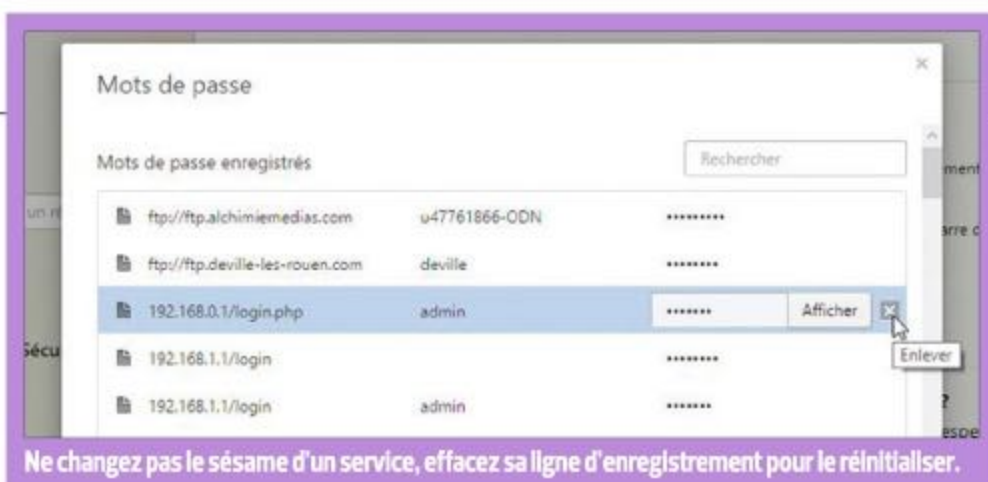 Mots de passe
Mots de passe enregistrés
Rechercher
ftp://ftp.alchimiemedias.com u47761866-ODN •••••••••
ftp://ftp.deville-les-rouen.com deville ••••••••
192.168.0.1/login.php admin ••••••• Afficher
Enlever
192.168.1.1/login ••••••••
192.168.1.1/login admin •••••••
Ne changez pas le sésame d'un service, effacez sa ligne d'enregistrement pour le réinitialiser.